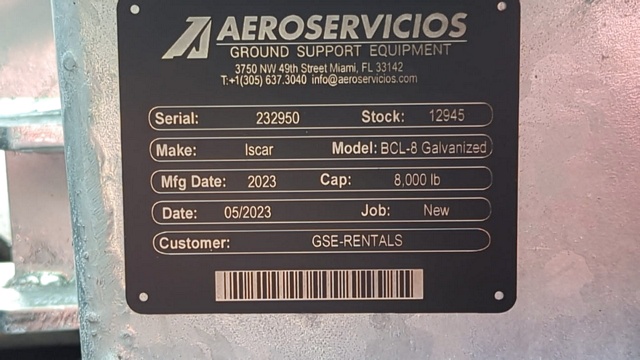 AEROSERVICIOS
GROUND SUPPORT EQUIPMENT
3750 NW 49th Street Miami, FL 33142
T:+1(305) 637.3040 info@aeroservicios.com
Serial: 232950 Stock: 12945
Make: Iscar Model: BCL-8 Galvanized
Mfg Date: 2023 Cap: 8,000 lb
Date: 05/2023 Job: New
Customer: GSE-RENTALS